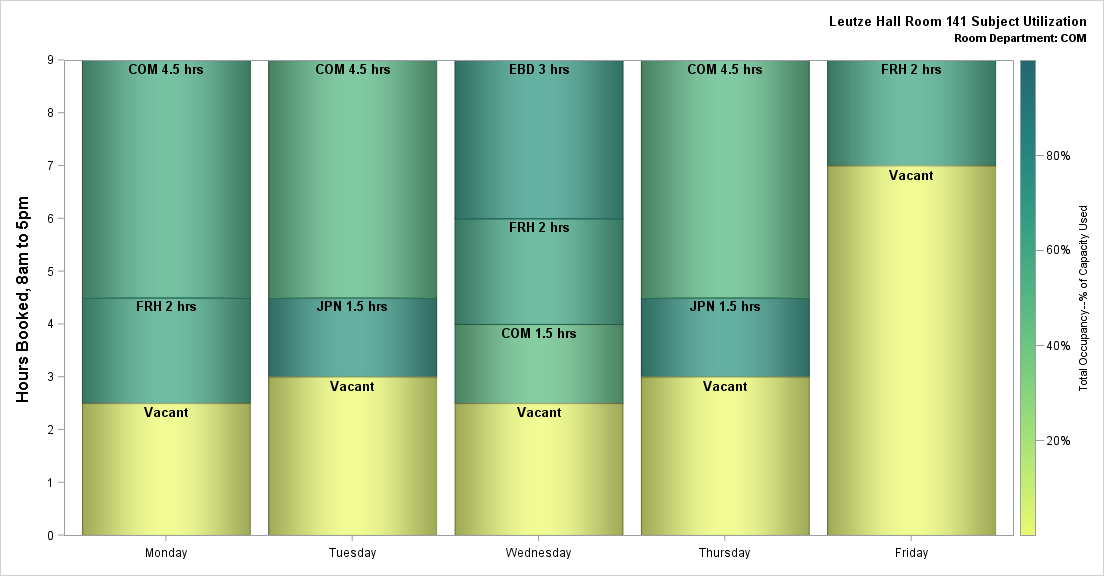 Leutze Hall Room 141 Subject Utilization
Room Department: COM
Hours Booked, 8am to 5pm
9
8
7
6
5
4
3
2
1
0
COM 4.5 hrs
FRH 2 hrs
Vacant
COM 4.5 hrs
JPN 1.5 hrs
Vacant
EBD 3 hrs
FRH 2 hrs
COM 1.5 hrs
Vacant
COM 4.5 hrs
JPN 1.5 hrs
Vacant
FRH 2 hrs
Vacant
Monday
Tuesday
Wednesday
Thursday
Friday
80%
60%
40%
20%
Total Occupancy--% of Capacity Used